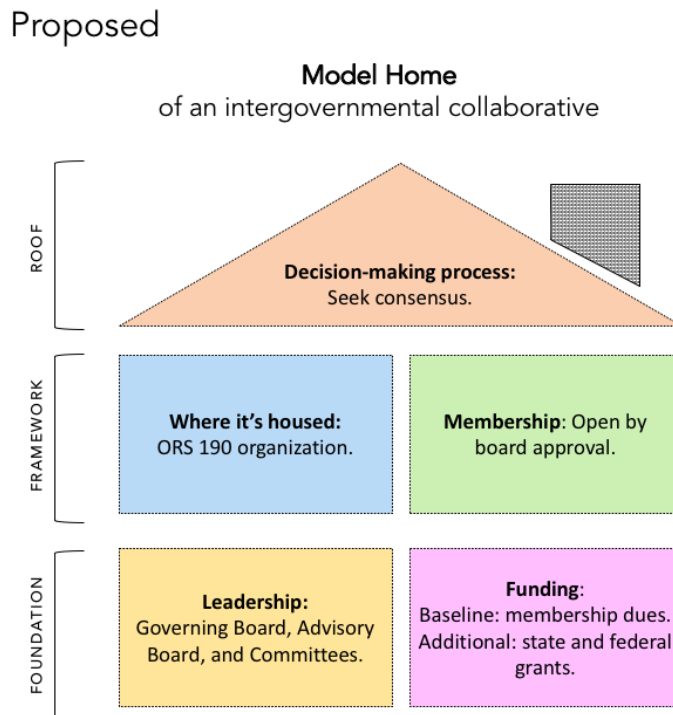 Proposed
Model Home
of an intergovernmental collaborative
ROOF
Decision-making process:
Seek consensus.
FRAMEWORK
Where it's housed:
ORS 190 organization.
Membership: Open by
board approval.
FOUNDATION
Leadership:
Governing Board, Advisory
Board, and Committees.
Funding:
Baseline: membership dues.
Additional: state and federal
grants.